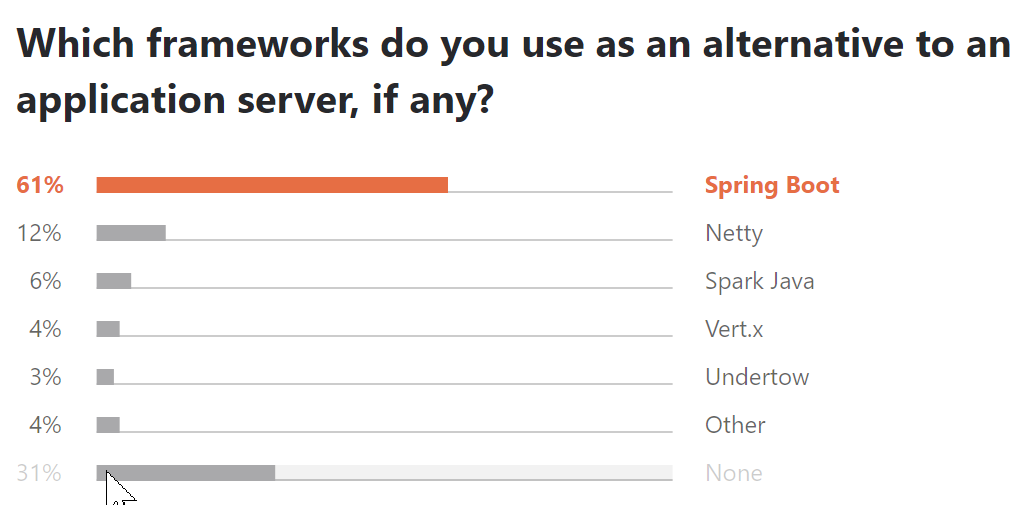 Which frameworks do you use as an alternative to an
application server, if any?
61% Spring Boot
12% Netty
6% Spark Java
4% Vert.x
3% Undertow
4% Other
31% None